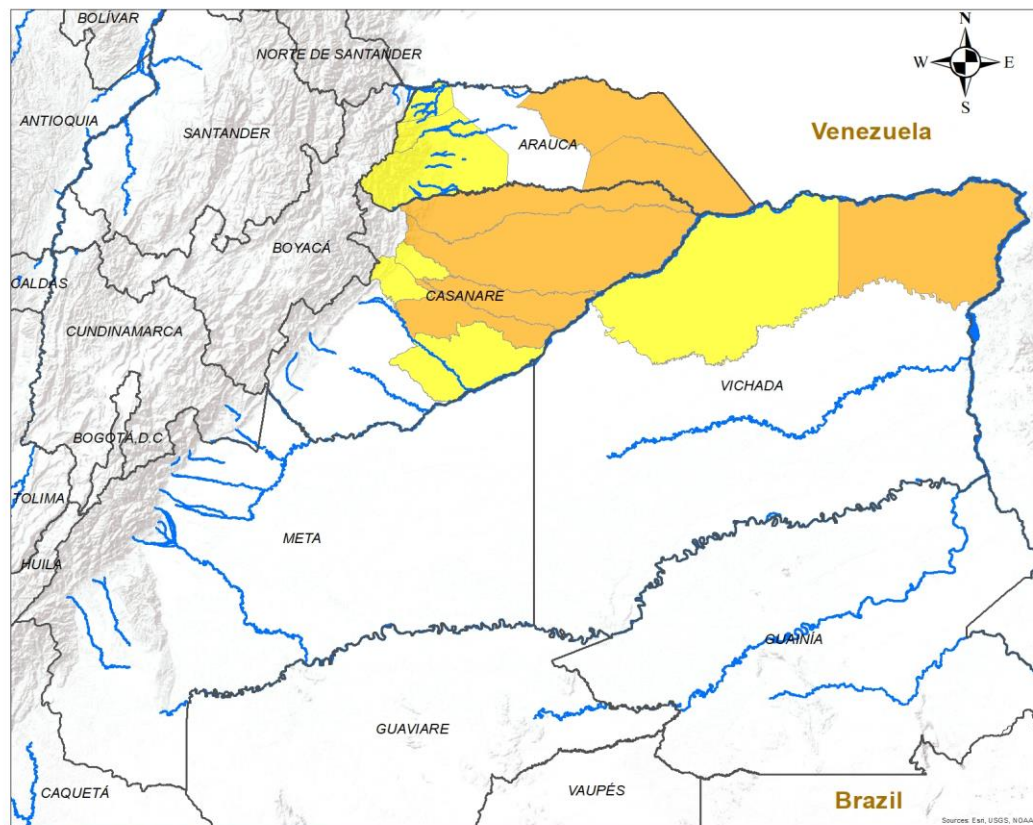 BOLÍVAR
N
NORTE DE SANTANDER
W
E
S
ANTIOQUIA
SANTANDER
Venezuela
ARAUCA
BOYACÁ
CALDAS
CASANARE
CUNDINAMARCA
VICHADA
BOGOTÁ,D.C
TOLIMA
META
HUILA
GUAINÍA
GUAVIARE
CAQUETÁ
VAUPÉS
Brazil
Sources: Esri, USGS, NOAA